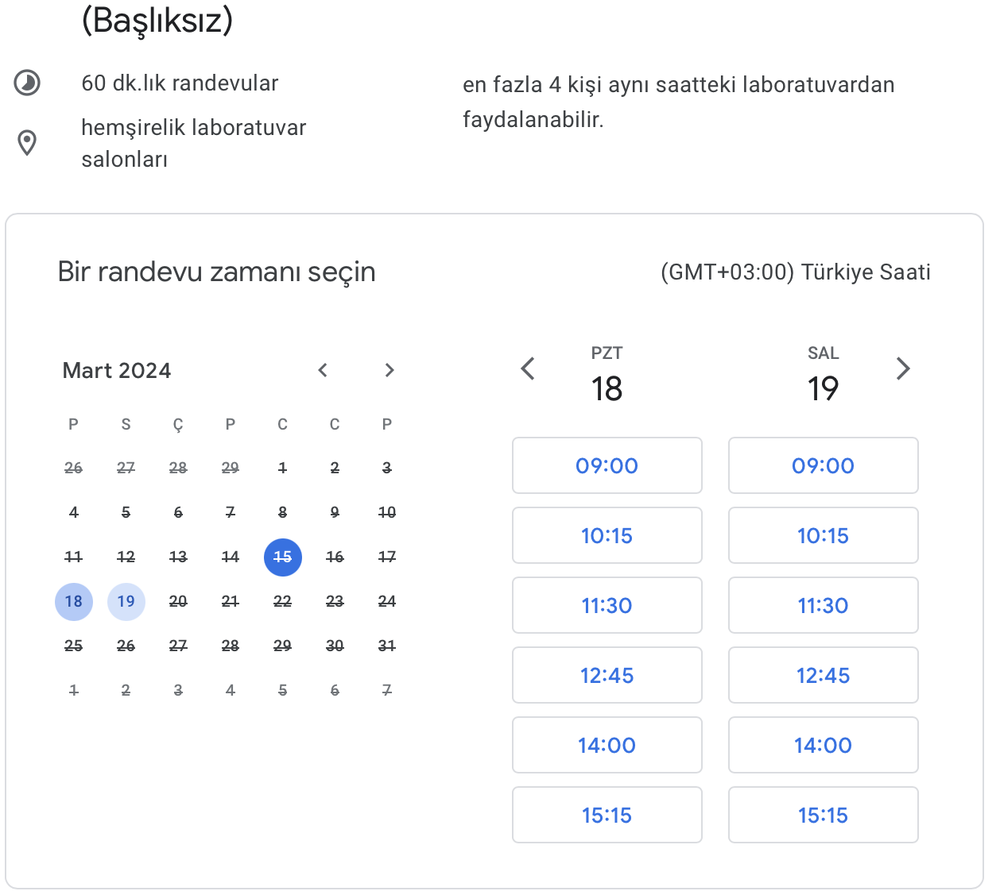 (Başlıksız)
60 dk.lık randevular
hemşirelik laboratuvar
salonları
en fazla 4 kişi aynı saatteki laboratuvardan
faydalanabilir.
Bir randevu zamanı seçin
(GMT+03:00) Türkiye Saati
Mart 2024
P S Ç P C C P
26 27 28 29 1 2 3
4 5 6 7 8 9 10
11 12 13 14 15 16 17
18 19 20 21 22 23 24
25 26 27 28 29 30 31
1 2 3 4 5 6 7
PZT SAL
18 19
09:00 09:00
10:15 10:15
11:30 11:30
12:45 12:45
14:00 14:00
15:15 15:15